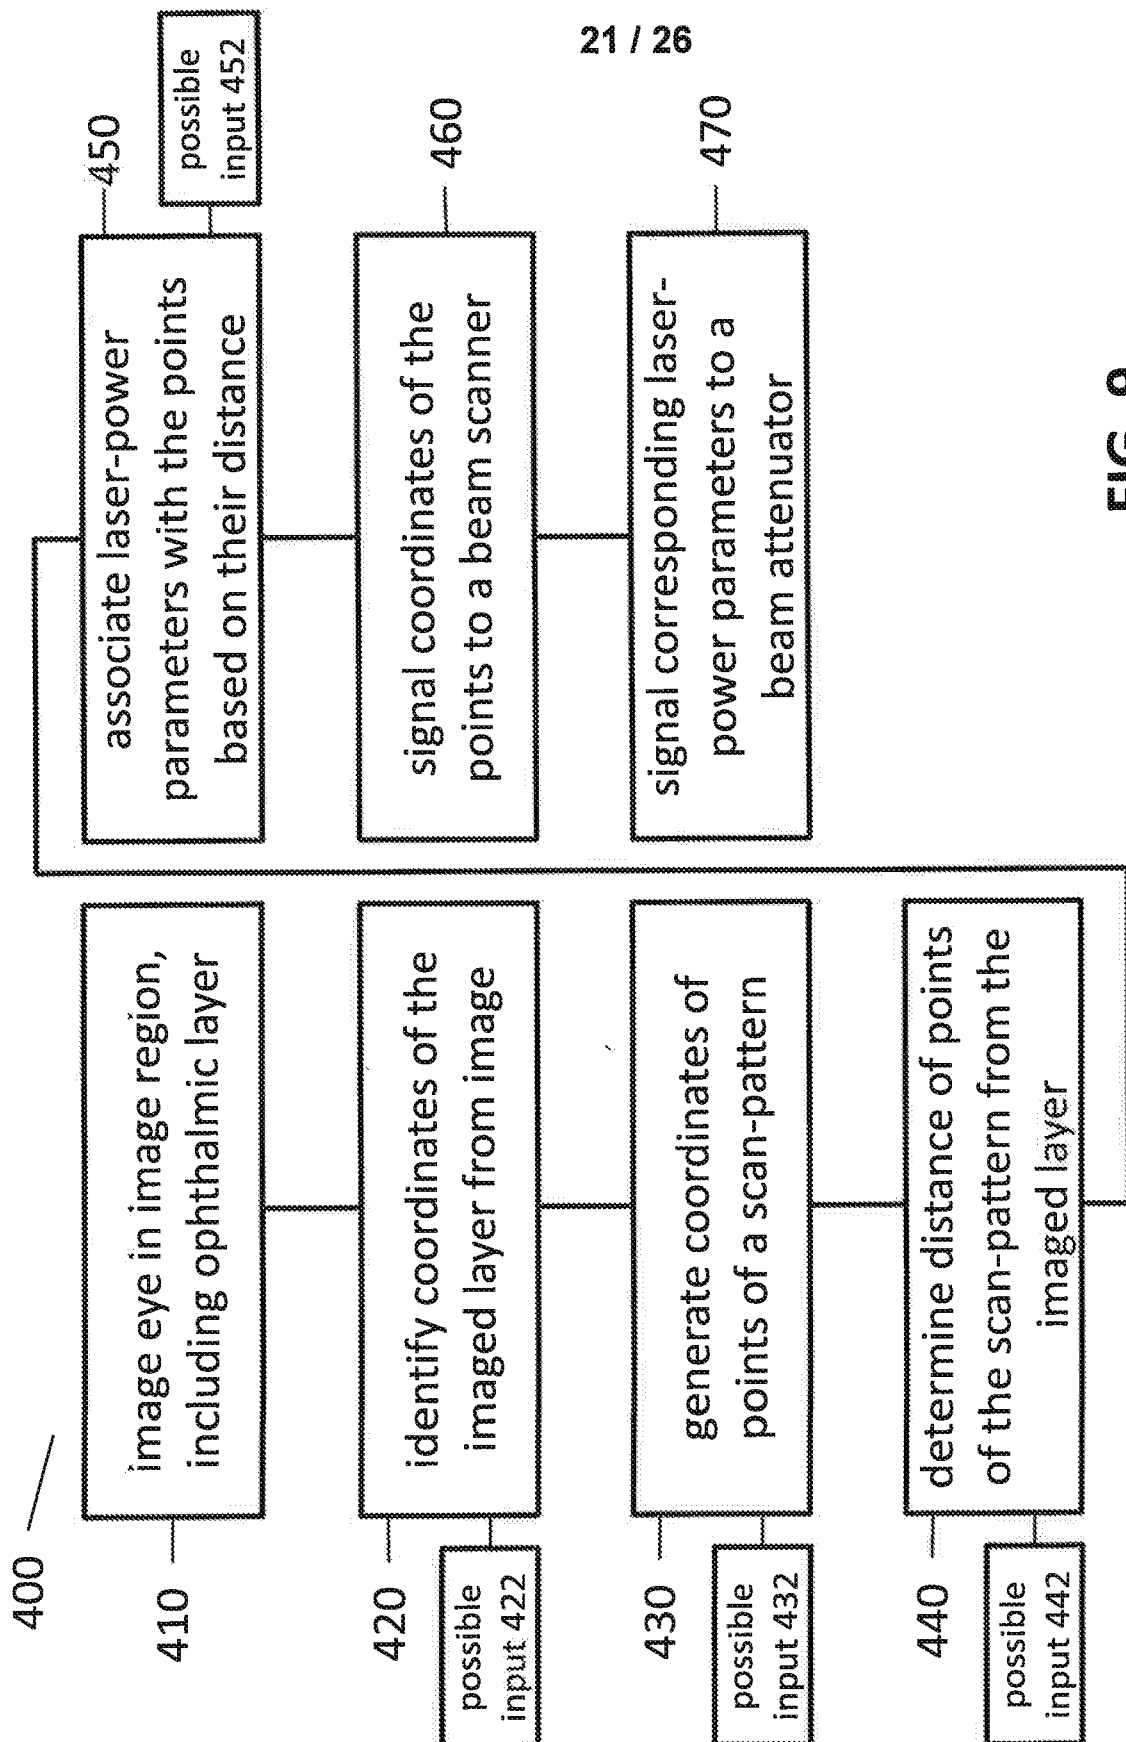 21 / 26
400
410
image eye in image region,
including ophthalmic layer
420
identify coordinates of the
imaged layer from image
possible
input 422
430
generate coordinates of
points of a scan-pattern
possible
input 432
440
determine distance of points
of the scan-pattern from the
imaged layer
possible
input 442
450
associate laser-power
parameters with the points
based on their distance
possible
input 452
460
signal coordinates of the
points to a beam scanner
470
signal corresponding laser-
power parameters to a
beam attenuator
FIG.